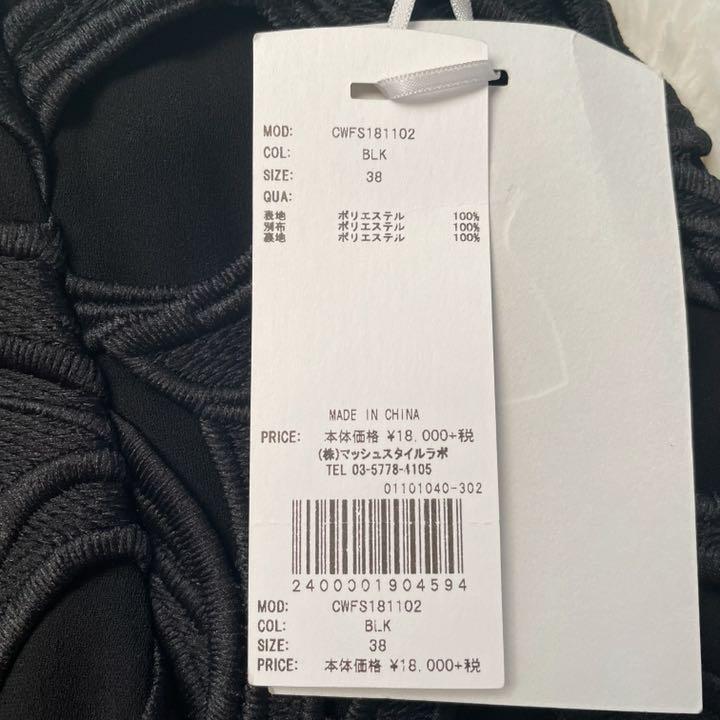 MOD: CWFS181102
COL: BLK
SIZE: 38
QUA:
表地 ポリエステル 100%
別布 ポリエステル 100%
裏地 ポリエステル 100%
MADE IN CHINA
PRICE: 本体価格 ¥18,000+税
(株)マッシュスタイルラボ
TEL 03-5778-4105
01101040-302
2400001904594
MOD: CWFS181102
COL: BLK
SIZE: 38
PRICE: 本体価格 ¥18,000+税